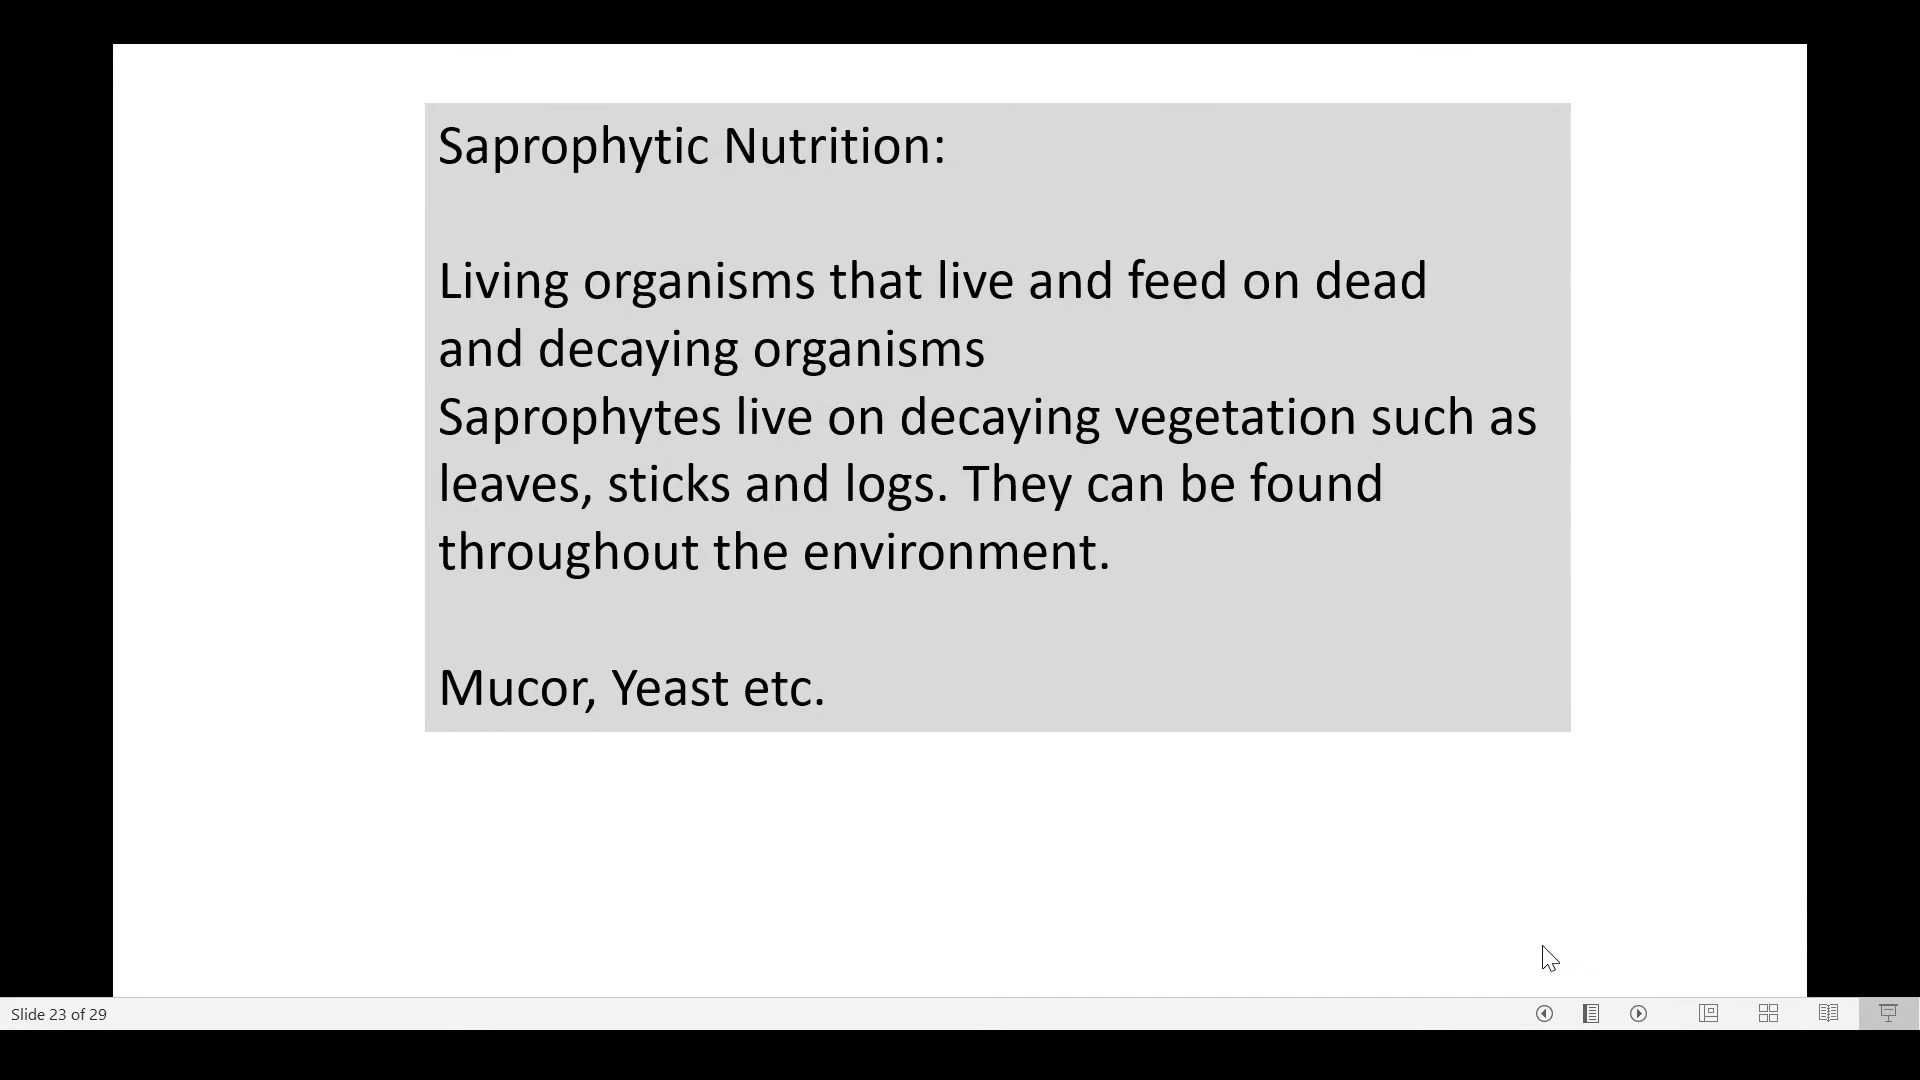 Saprophytic Nutrition:
Living organisms that live and feed on dead
and decaying organisms
Saprophytes live on decaying vegetation such as
leaves, sticks and logs. They can be found
throughout the environment.
Mucor, Yeast etc.
Slide 23 of 29